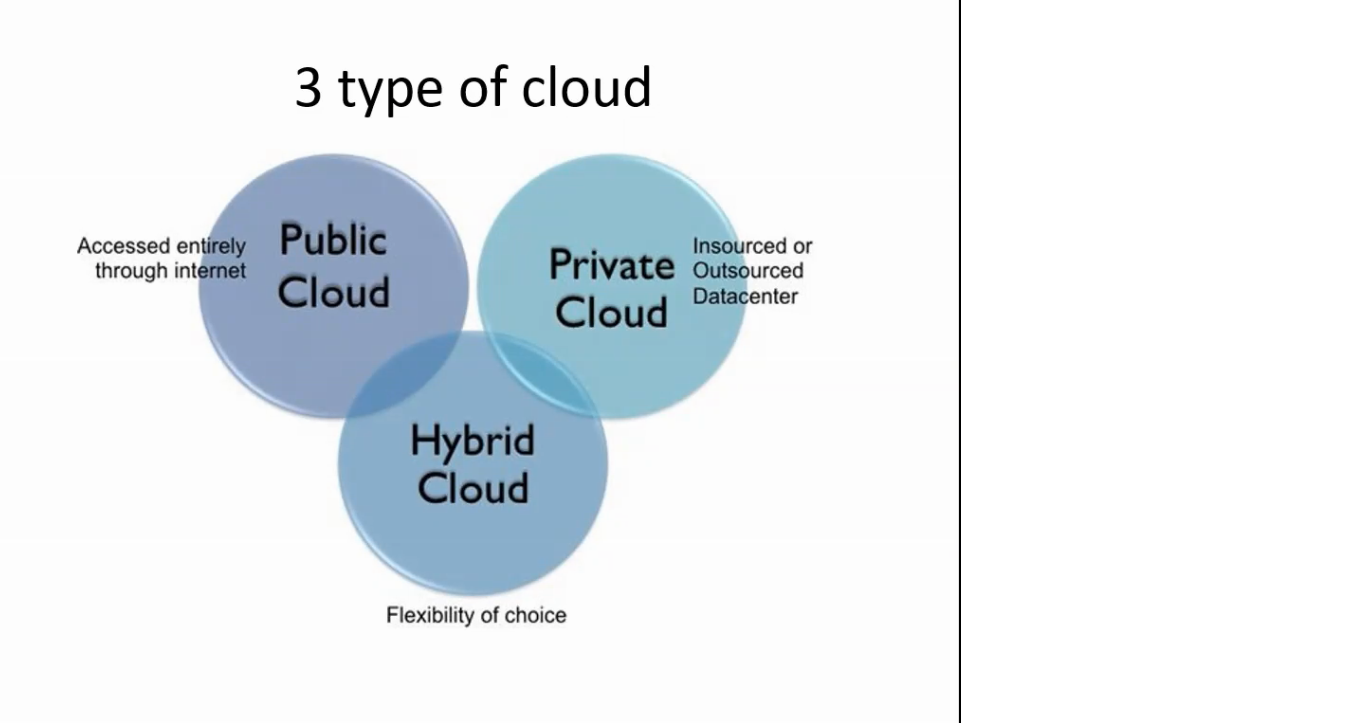 3 type of cloud
Accessed entirely
through internet
Public
Cloud
Private
Cloud
Insourced or
Outsourced
Datacenter
Hybrid
Cloud
Flexibility of choice